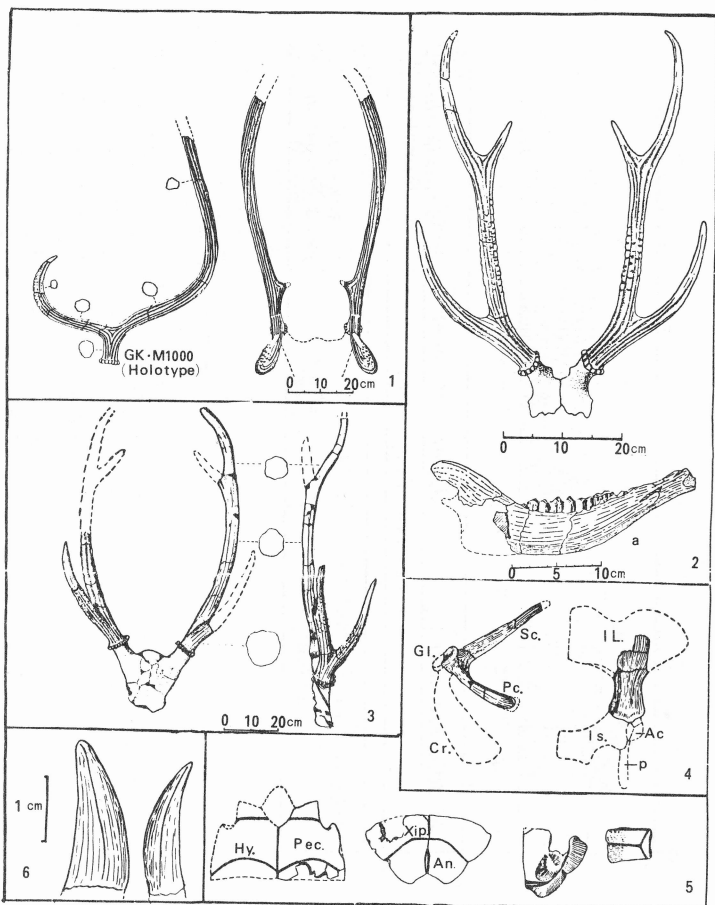 GK·M1000
(Holotype)
0 10 20cm
1
0 10 20cm
a
0 5 10cm
2
0 10 20cm
3
Sc.
Gl.
Pc.
Cr.
IL.
Is.
Ac
p
4
1 cm
6
Hy.
Pec.
Xip.
An.
5